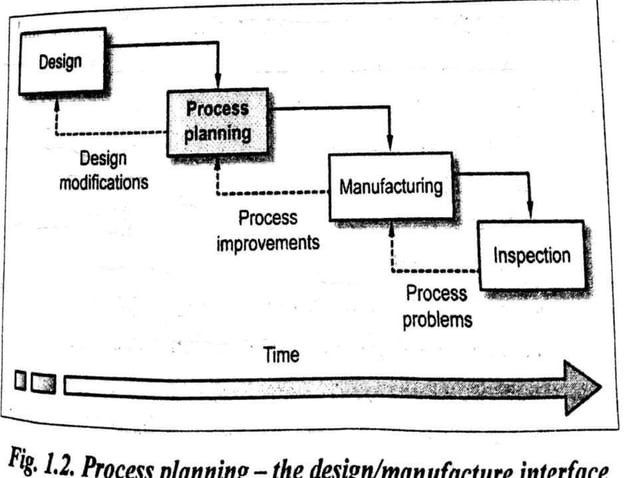 Design
Process
planning
Design
modifications
Manufacturing
Process
improvements
Inspection
Process
problems
Time
Fig. 1.2. Process planning – the design/manufacture interface